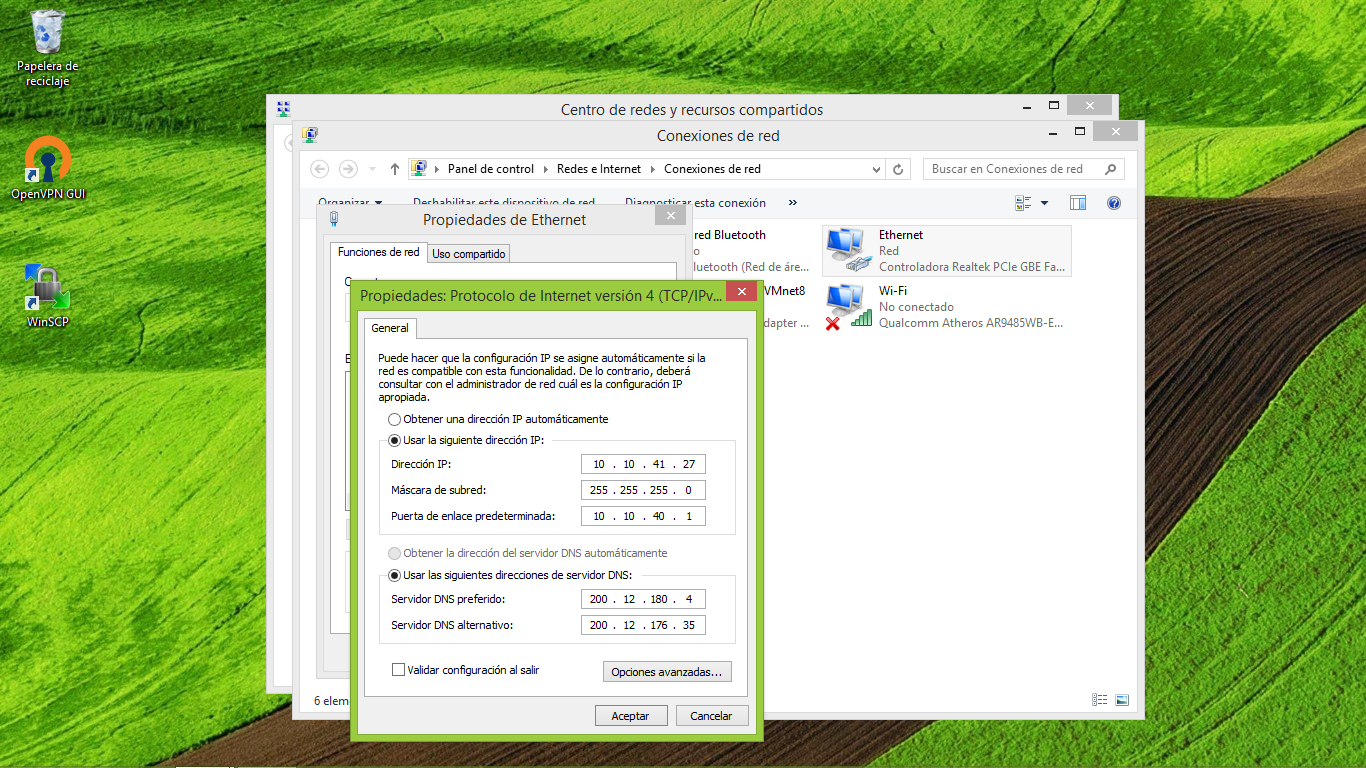 Papelera de
reciclaje
OpenVPN GUI
WinSCP
Centro de redes y recursos compartidos
Conexiones de red
Panel de control
Redes e Internet
Conexiones de red
Buscar en Conexiones de red
Organizar
Deshabilitar este dispositivo de red
Diagnosticar esta conexión
»
red Bluetooth
luetooth (Red de áre...
VMnet8
dapter ...
Ethernet
Red
Controladora Realtek PCIe GBE Fa...
Wi-Fi
No conectado
Qualcomm Atheros AR9485WB-E...
6 elem
Propiedades de Ethernet
Funciones de red
Uso compartido
Propiedades: Protocolo de Internet versión 4 (TCP/IPv...
General
Puede hacer que la configuración IP se asigne automáticamente si la
red es compatible con esta funcionalidad. De lo contrario, deberá
consultar con el administrador de red cuál es la configuración IP
apropiada.
Obtener una dirección IP automáticamente
Usar la siguiente dirección IP:
Dirección IP: 10 . 10 . 41 . 27
Máscara de subred: 255 . 255 . 255 . 0
Puerta de enlace predeterminada: 10 . 10 . 40 . 1
Obtener la dirección del servidor DNS automáticamente
Usar las siguientes direcciones de servidor DNS:
Servidor DNS preferido: 200 . 12 . 180 . 4
Servidor DNS alternativo: 200 . 12 . 176 . 35
Validar configuración al salir
Opciones avanzadas...
Aceptar
Cancelar